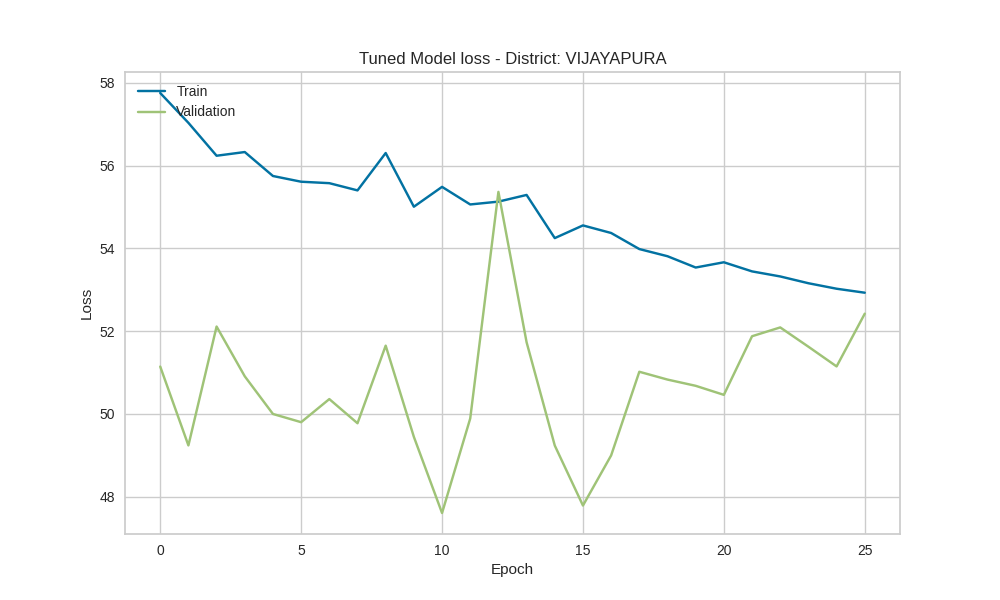 Tuned Model loss - District: VIJAYAPURA
Train
Validation
58
56
54
52
50
48
Loss
0 5 10 15 20 25
Epoch